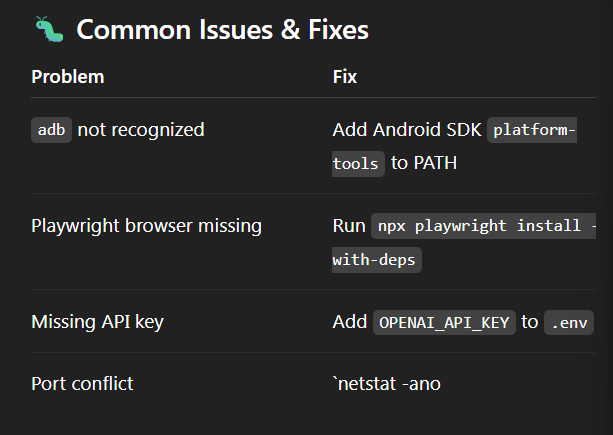 🐛 Common Issues & Fixes
Problem Fix
adb not recognized Add Android SDK platform-
tools to PATH
Playwright browser missing Run npx playwright install -
with-deps
Missing API key Add OPENAI_API_KEY to .env
Port conflict `netstat -ano